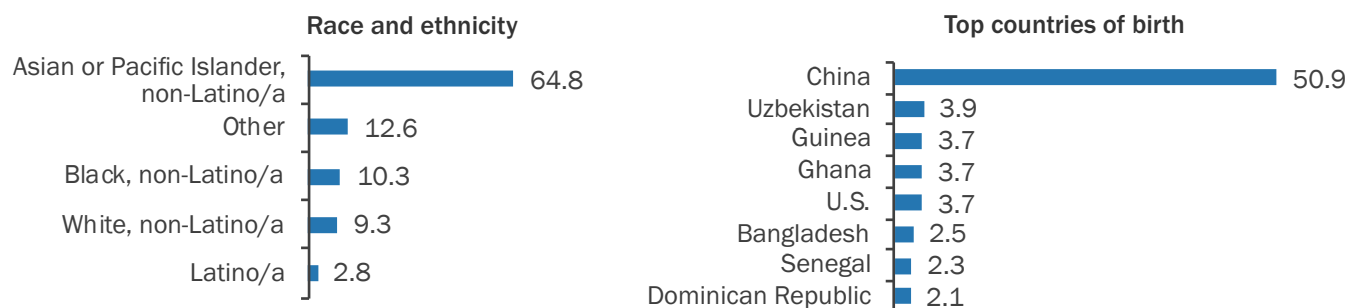 Race and ethnicity
Asian or Pacific Islander,
non-Latino/a
64.8
Other
12.6
Black, non-Latino/a
10.3
White, non-Latino/a
9.3
Latino/a
2.8
Top countries of birth
China
50.9
Uzbekistan
3.9
Guinea
3.7
Ghana
3.7
U.S.
3.7
Bangladesh
2.5
Senegal
2.3
Dominican Republic
2.1